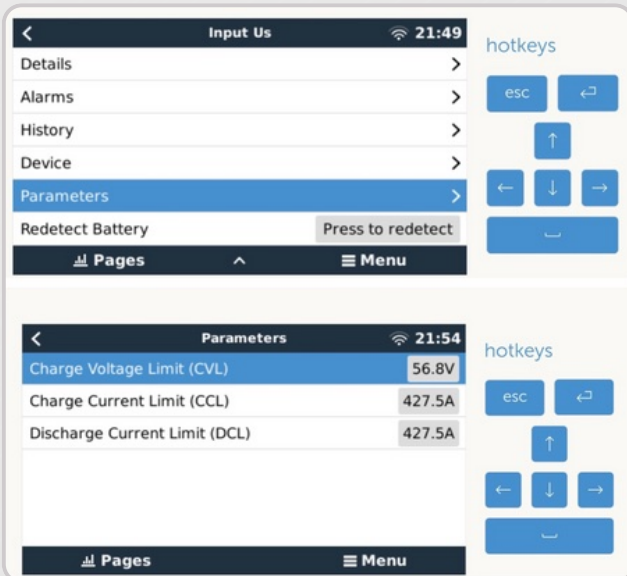 Input Us 21:49
Details
Alarms
History
Device
Parameters
Redetect Battery Press to redetect
Pages Menu
hotkeys
esc
Parameters 21:54
Charge Voltage Limit (CVL) 56.8V
Charge Current Limit (CCL) 427.5A
Discharge Current Limit (DCL) 427.5A
Pages Menu
hotkeys
esc